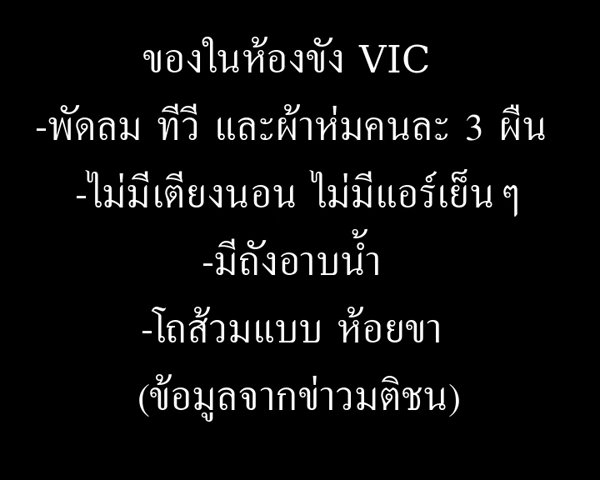 ของในห้องขัง VIC
-พัดลม ทีวี และผ้าห่มคนละ 3 ผืน
-ไม่มีเตียงนอน ไม่มีแอร์เย็นๆ
-มีถังอาบน้ำ
-โถส้วมแบบ ห้อยขา
(ข้อมูลจากข่าวมติชน)